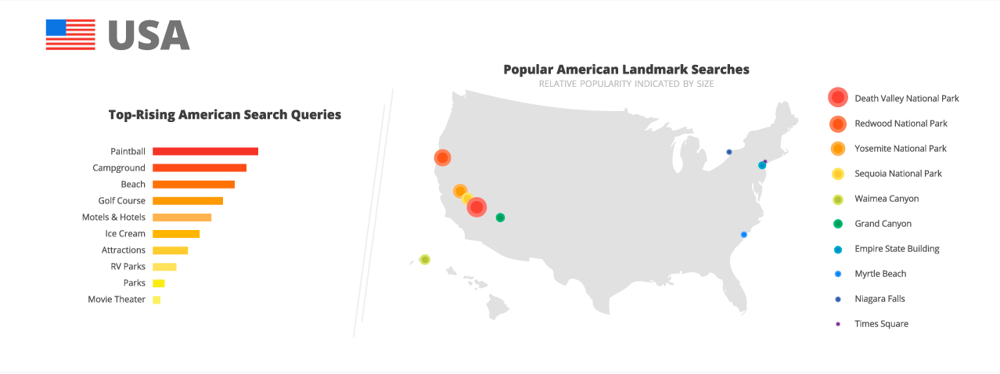 USA
Top-Rising American Search Queries
Paintball
Campground
Beach
Golf Course
Motels & Hotels
Ice Cream
Attractions
RV Parks
Parks
Movie Theater
Popular American Landmark Searches
RELATIVE POPULARITY INDICATED BY SIZE
Death Valley National Park
Redwood National Park
Yosemite National Park
Sequoia National Park
Waimea Canyon
Grand Canyon
Empire State Building
Myrtle Beach
Niagara Falls
Times Square